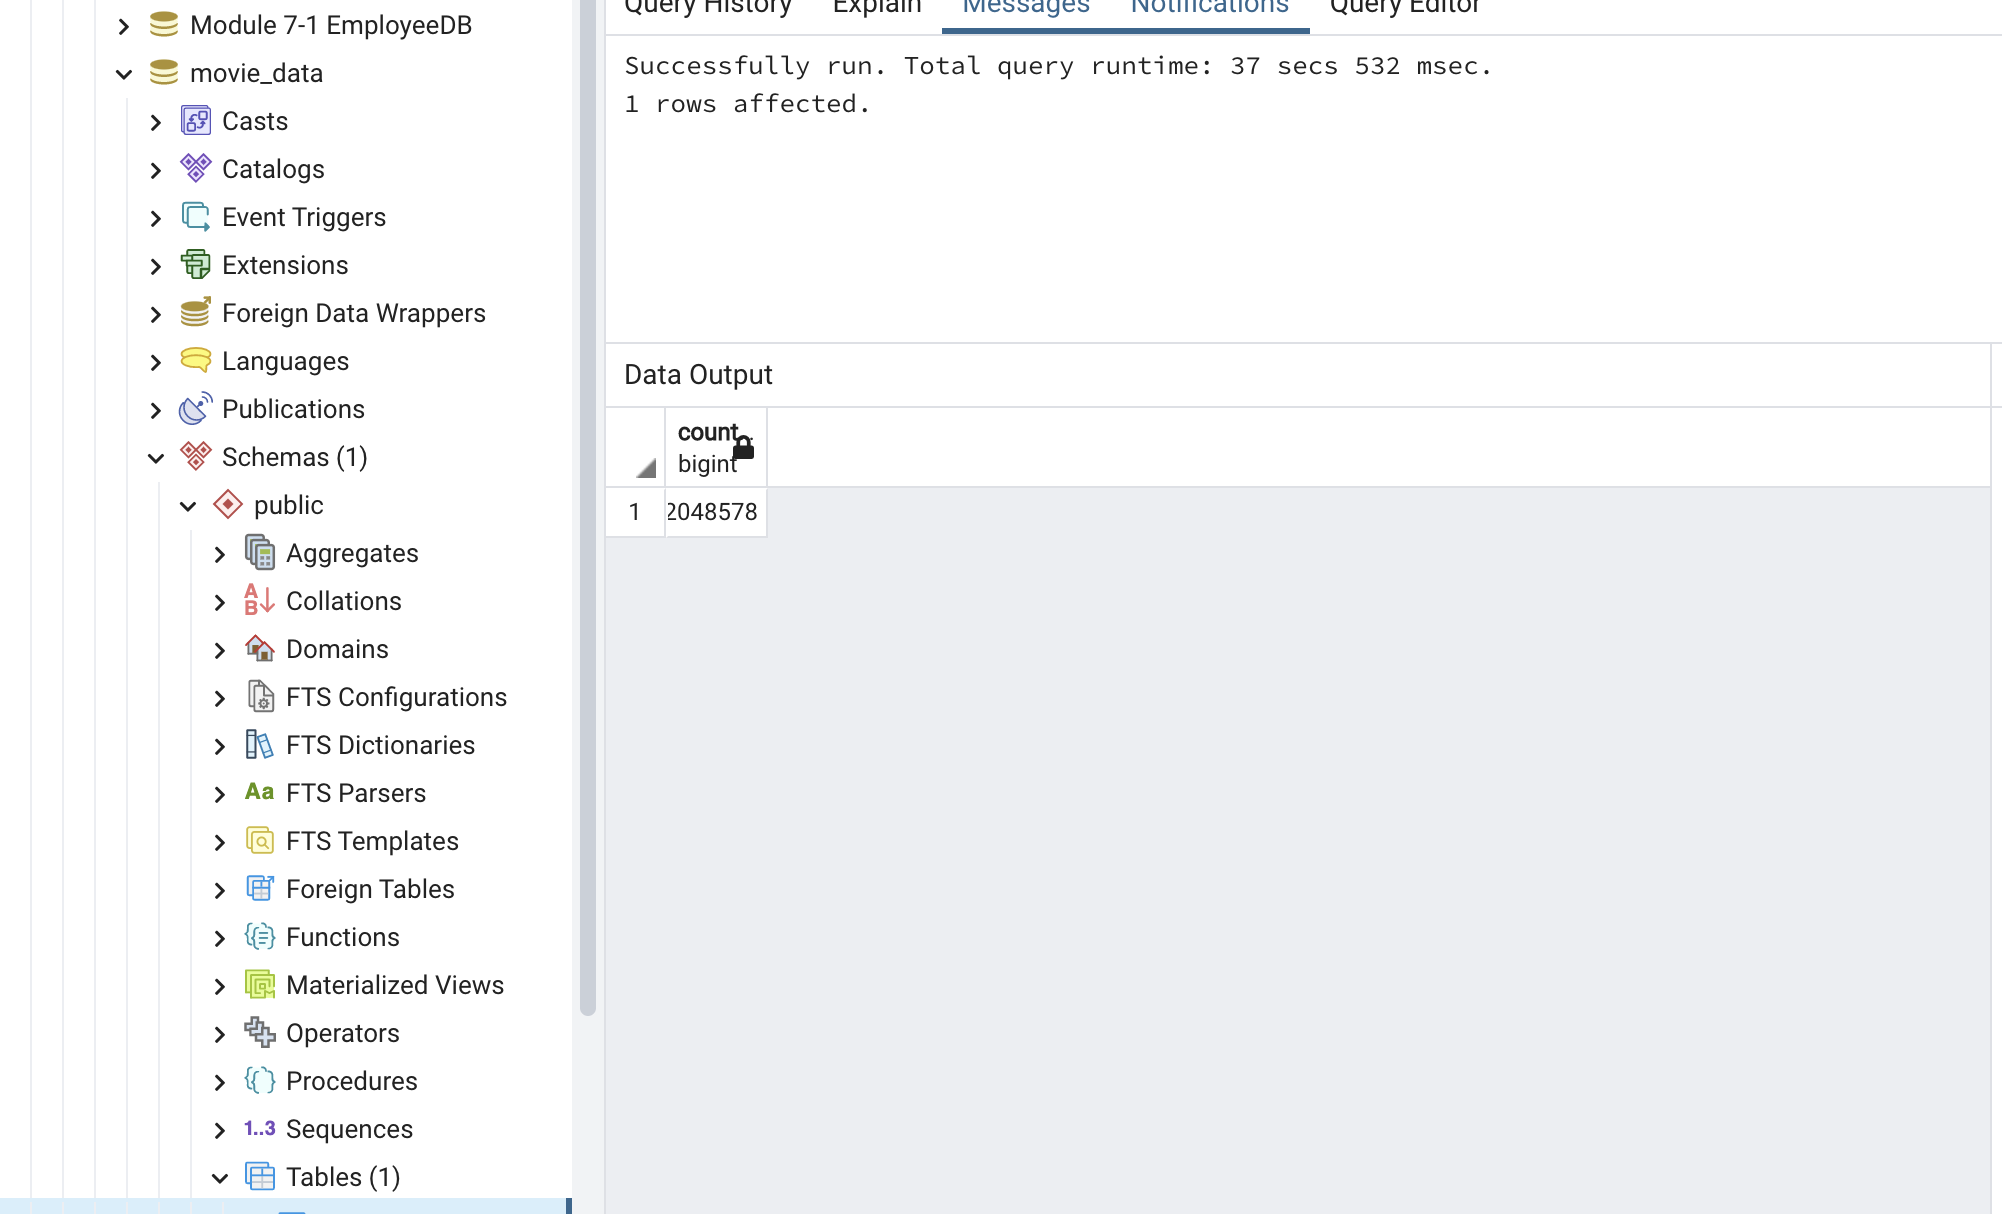 Module 7-1 EmployeeDB
movie_data
Casts
Catalogs
Event Triggers
Extensions
Foreign Data Wrappers
Languages
Publications
Schemas (1)
public
Aggregates
Collations
Domains
FTS Configurations
FTS Dictionaries
Aa FTS Parsers
FTS Templates
Foreign Tables
Functions
Materialized Views
Operators
Procedures
1..3 Sequences
Tables (1)
Query History Explain Messages Notifications Query Editor
Successfully run. Total query runtime: 37 secs 532 msec.
1 rows affected.
Data Output
count
bigint
1 2048578